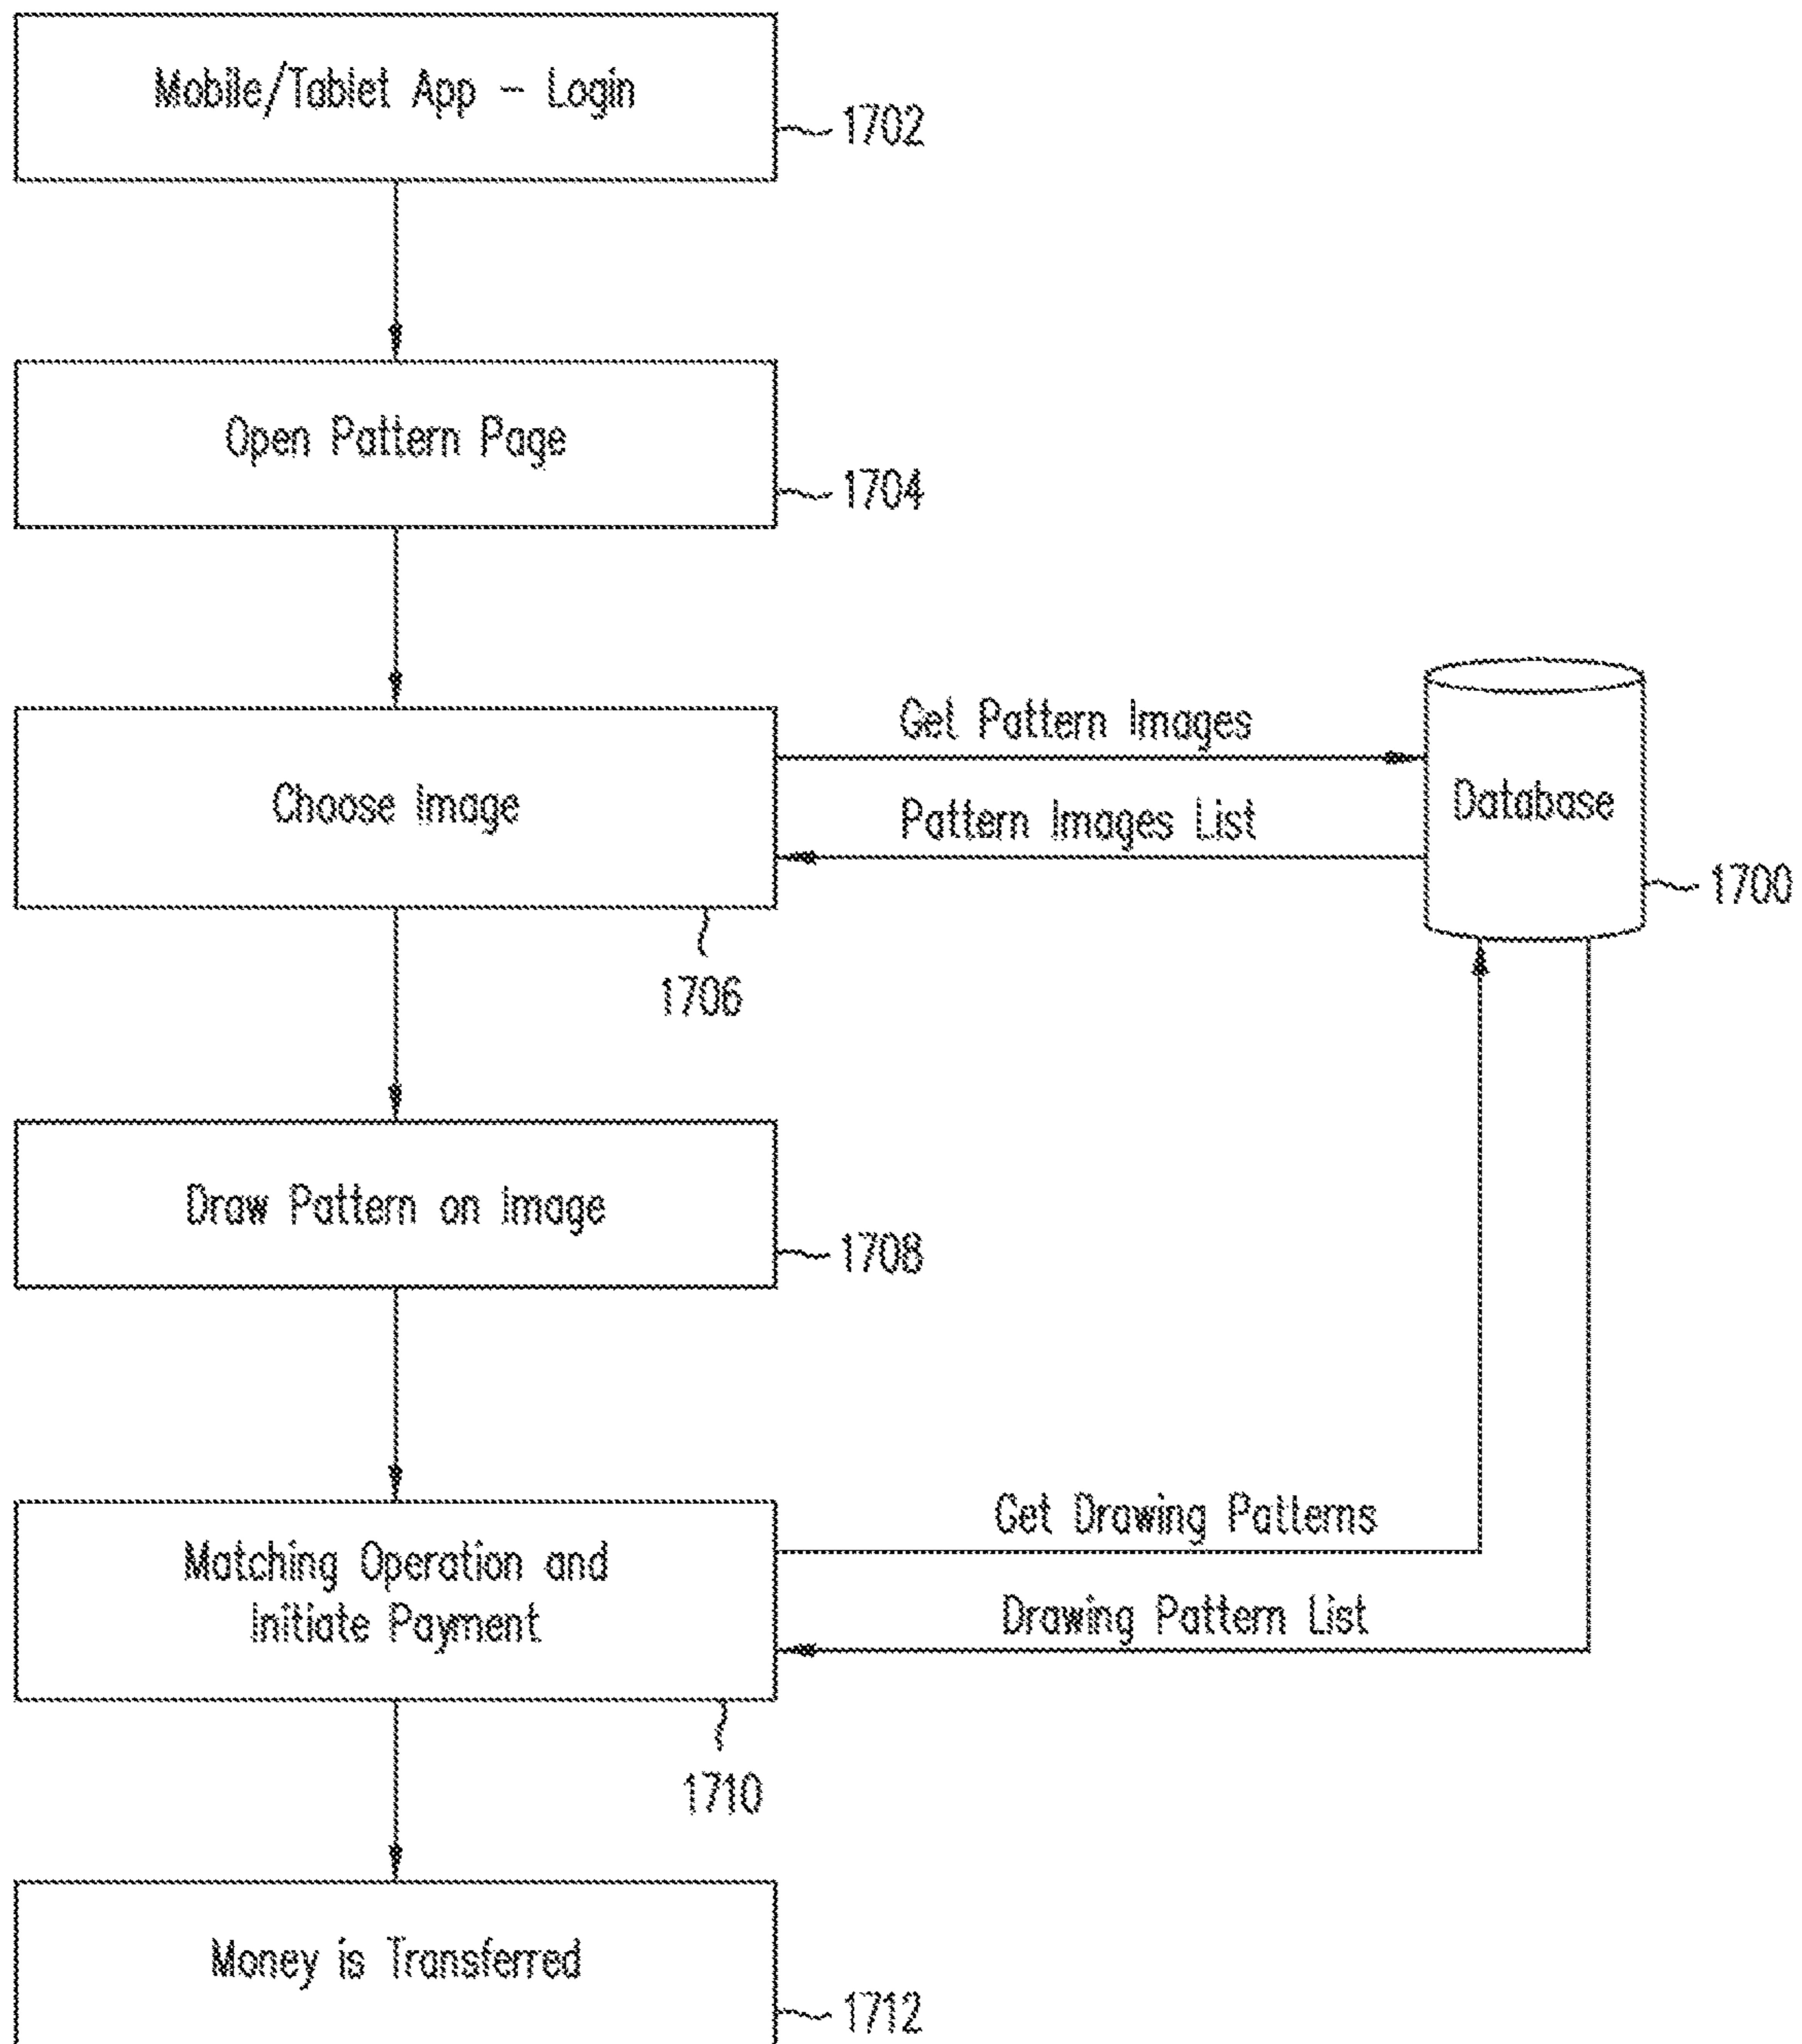 Mobile/Tablet App - Login
1702
Open Pattern Page
1704
Choose Image
Get Pattern Images
Pattern Images List
Database
1700
1706
Draw Pattern on Image
1708
Matching Operation and
Initiate Payment
Get Drawing Patterns
Drawing Pattern List
1710
Money is Transferred
1712